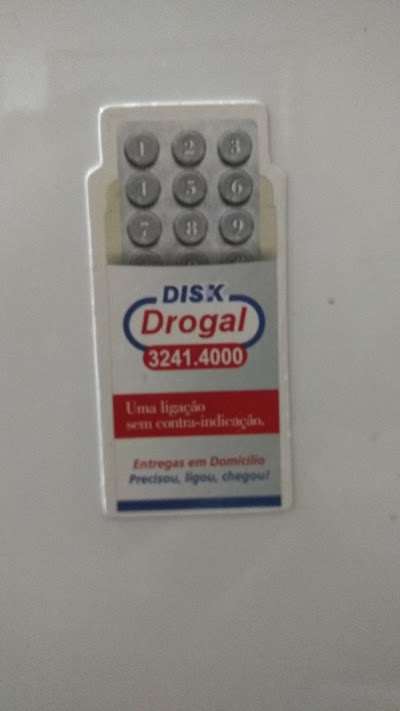 1 2 3
4 5 6
7 8 9
DISK
Drogal
3241.4000
Uma ligação
sem contra-indicação.
Entregas em Domicílio
Precisou, ligou, chegou!